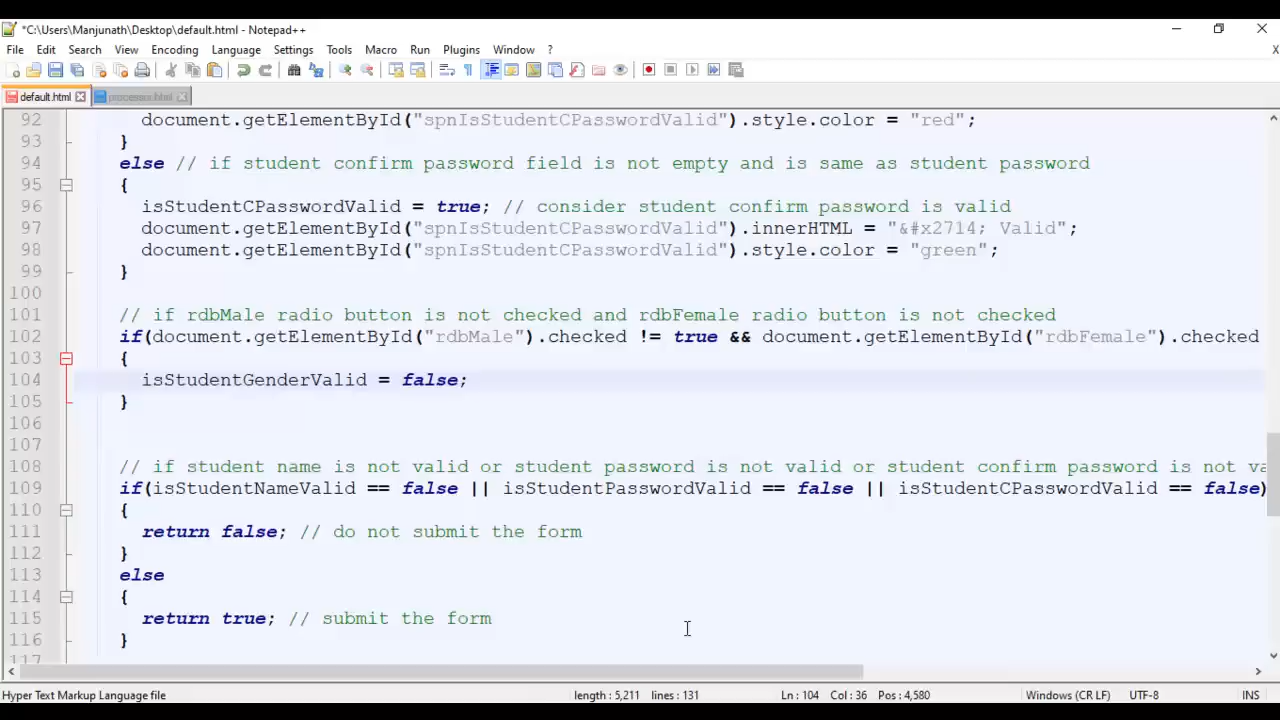 *C:\Users\Manjunath\Desktop\default.html - Notepad++
File Edit Search View Encoding Language Settings Tools Macro Run Plugins Window ? X
default.html processor.html
92 document.getElementById("spnIsStudentCPasswordValid").style.color = "red";
93 }
94 else // if student confirm password field is not empty and is same as student password
95 {
96 isStudentCPasswordValid = true; // consider student confirm password is valid
97 document.getElementById("spnIsStudentCPasswordValid").innerHTML = "&#x2714; Valid";
98 document.getElementById("spnIsStudentCPasswordValid").style.color = "green";
99 }
100
101 // if rdbMale radio button is not checked and rdbFemale radio button is not checked
102 if(document.getElementById("rdbMale").checked != true && document.getElementById("rdbFemale").checked
103 {
104 isStudentGenderValid = false;
105 }
106
107
108 // if student name is not valid or student password is not valid or student confirm password is not va
109 if(isStudentNameValid == false || isStudentPasswordValid == false || isStudentCPasswordValid == false)
110 {
111 return false; // do not submit the form
112 }
113 else
114 {
115 return true; // submit the form
116 }
117
Hyper Text Markup Language file length : 5,211 lines : 131 Ln : 104 Col : 36 Pos : 4,580 Windows (CR LF) UTF-8 INS